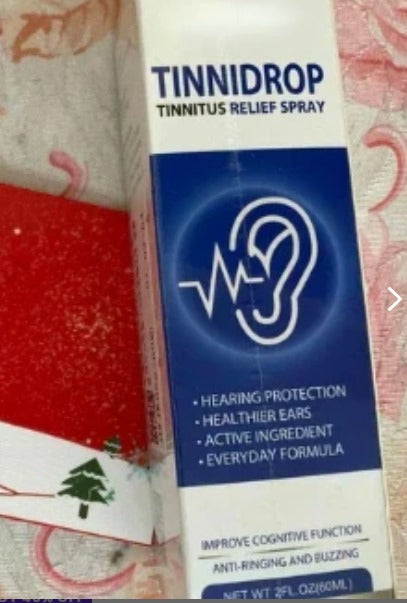 TINNIDROP
TINNITUS RELIEF SPRAY
• HEARING PROTECTION
• HEALTHIER EARS
• ACTIVE INGREDIENT
• EVERYDAY FORMULA
IMPROVE COGNITIVE FUNCTION
ANTI-RINGING AND BUZZING
NET WT 2FL.OZ(60ML)